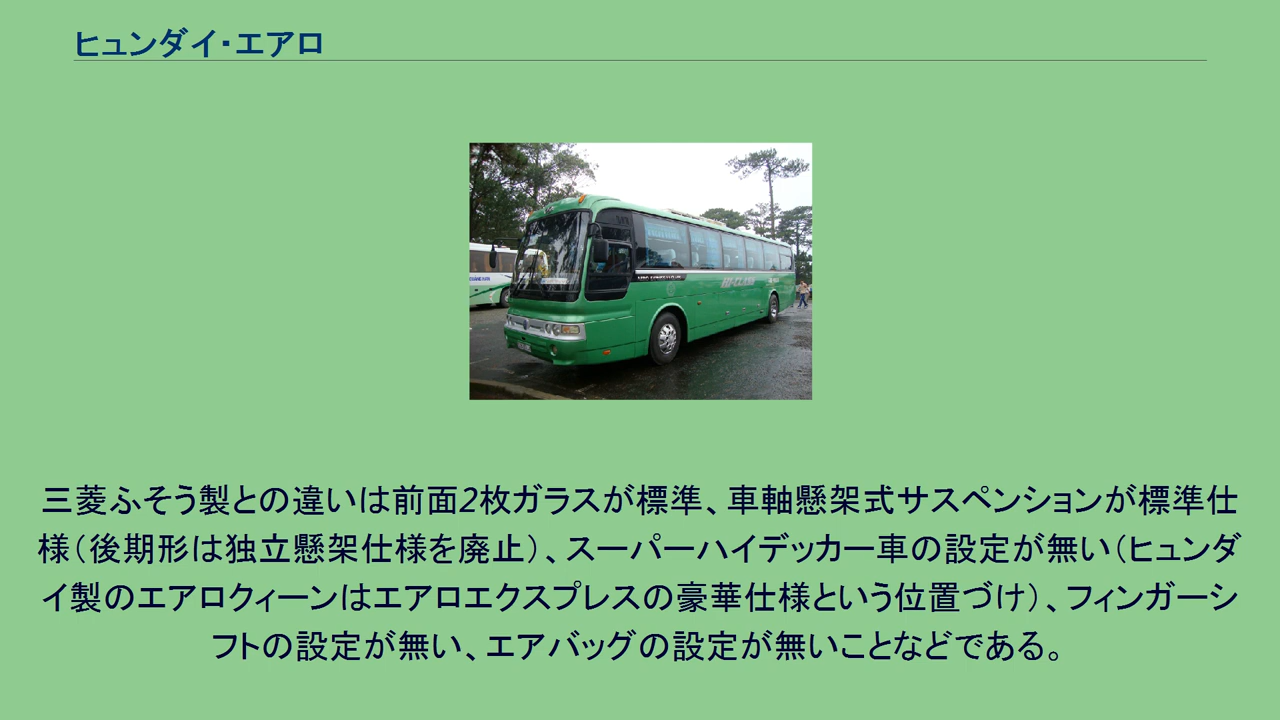 ヒュンダイ・エアロ
HI-CLASS
三菱ふそう製との違いは前面2枚ガラスが標準、車軸懸架式サスペンションが標準仕
様（後期形は独立懸架仕様を廃止）、スーパーハイデッカー車の設定が無い（ヒュンダ
イ製のエアロクィーンはエアロエクスプレスの豪華仕様という位置づけ）、フィンガーシ
フトの設定が無い、エアバッグの設定が無いことなどである。